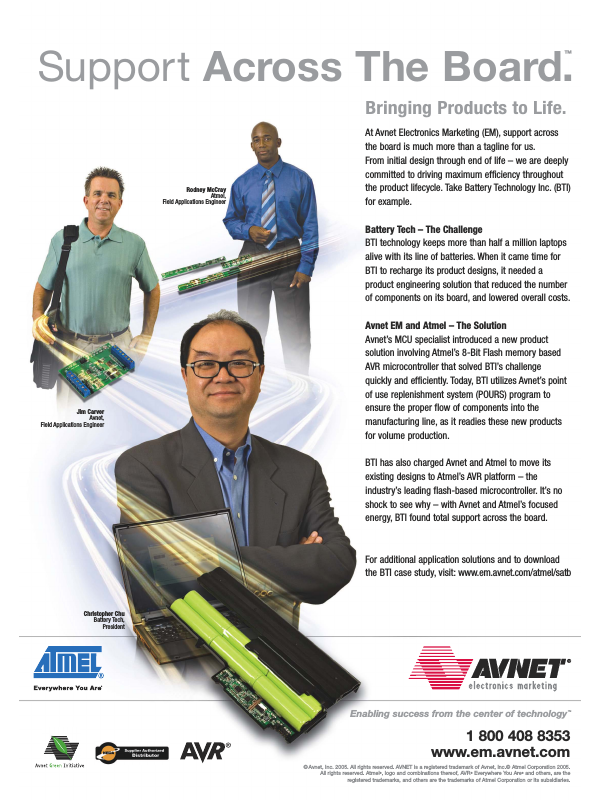 Support Across The Board.™
Bringing Products to Life.
At Avnet Electronics Marketing (EM), support across
the board is much more than a tagline for us.
From initial design through end of life – we are deeply
committed to driving maximum efficiency throughout
the product lifecycle. Take Battery Technology Inc. (BTI)
for example.
Battery Tech – The Challenge
BTI technology keeps more than half a million laptops
alive with its line of batteries. When it came time for
BTI to recharge its product designs, it needed a
product engineering solution that reduced the number
of components on its board, and lowered overall costs.
Avnet EM and Atmel – The Solution
Avnet's MCU specialist introduced a new product
solution involving Atmel's 8-Bit Flash memory based
AVR microcontroller that solved BTI's challenge
quickly and efficiently. Today, BTI utilizes Avnet's point
of use replenishment system (POURS) program to
ensure the proper flow of components into the
manufacturing line, as it readies these new products
for volume production.
BTI has also charged Avnet and Atmel to move its
existing designs to Atmel's AVR platform – the
industry's leading flash-based microcontroller. It's no
shock to see why – with Avnet and Atmel's focused
energy, BTI found total support across the board.
For additional application solutions and to download
the BTI case study, visit: www.em.avnet.com/atmel/satb
Rodney McCray
Atmel,
Field Applications Engineer
Jim Carver
Avnet,
Field Applications Engineer
Christopher Chu
Battery Tech,
President
ATMEL®
Everywhere You Are®
AVNET®
electronics marketing
Enabling success from the center of technology™
1 800 408 8353
www.em.avnet.com
Avnet Green Initiative
Supplier Authorized
Distributor
AVR®
©Avnet, Inc. 2005. All rights reserved. AVNET is a registered trademark of Avnet, Inc.© Atmel Corporation 2005.
All rights reserved. Atmel®, logo and combinations thereof, AVR® Everywhere You Are® and others, are the
registered trademarks, and others are the trademarks of Atmel Corporation or its subsidiaries.